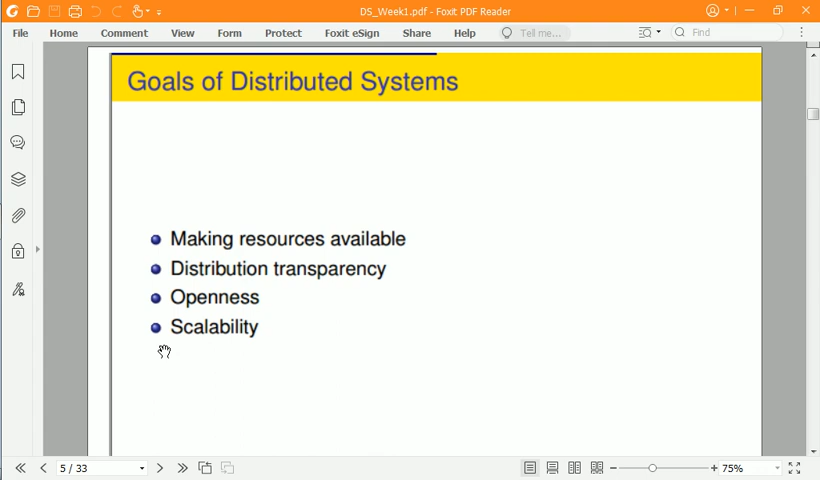 DS_Week1.pdf - Foxit PDF Reader
File Home Comment View Form Protect Foxit eSign Share Help Tell me... Find
Goals of Distributed Systems
Making resources available
Distribution transparency
Openness
Scalability
5 / 33
75%